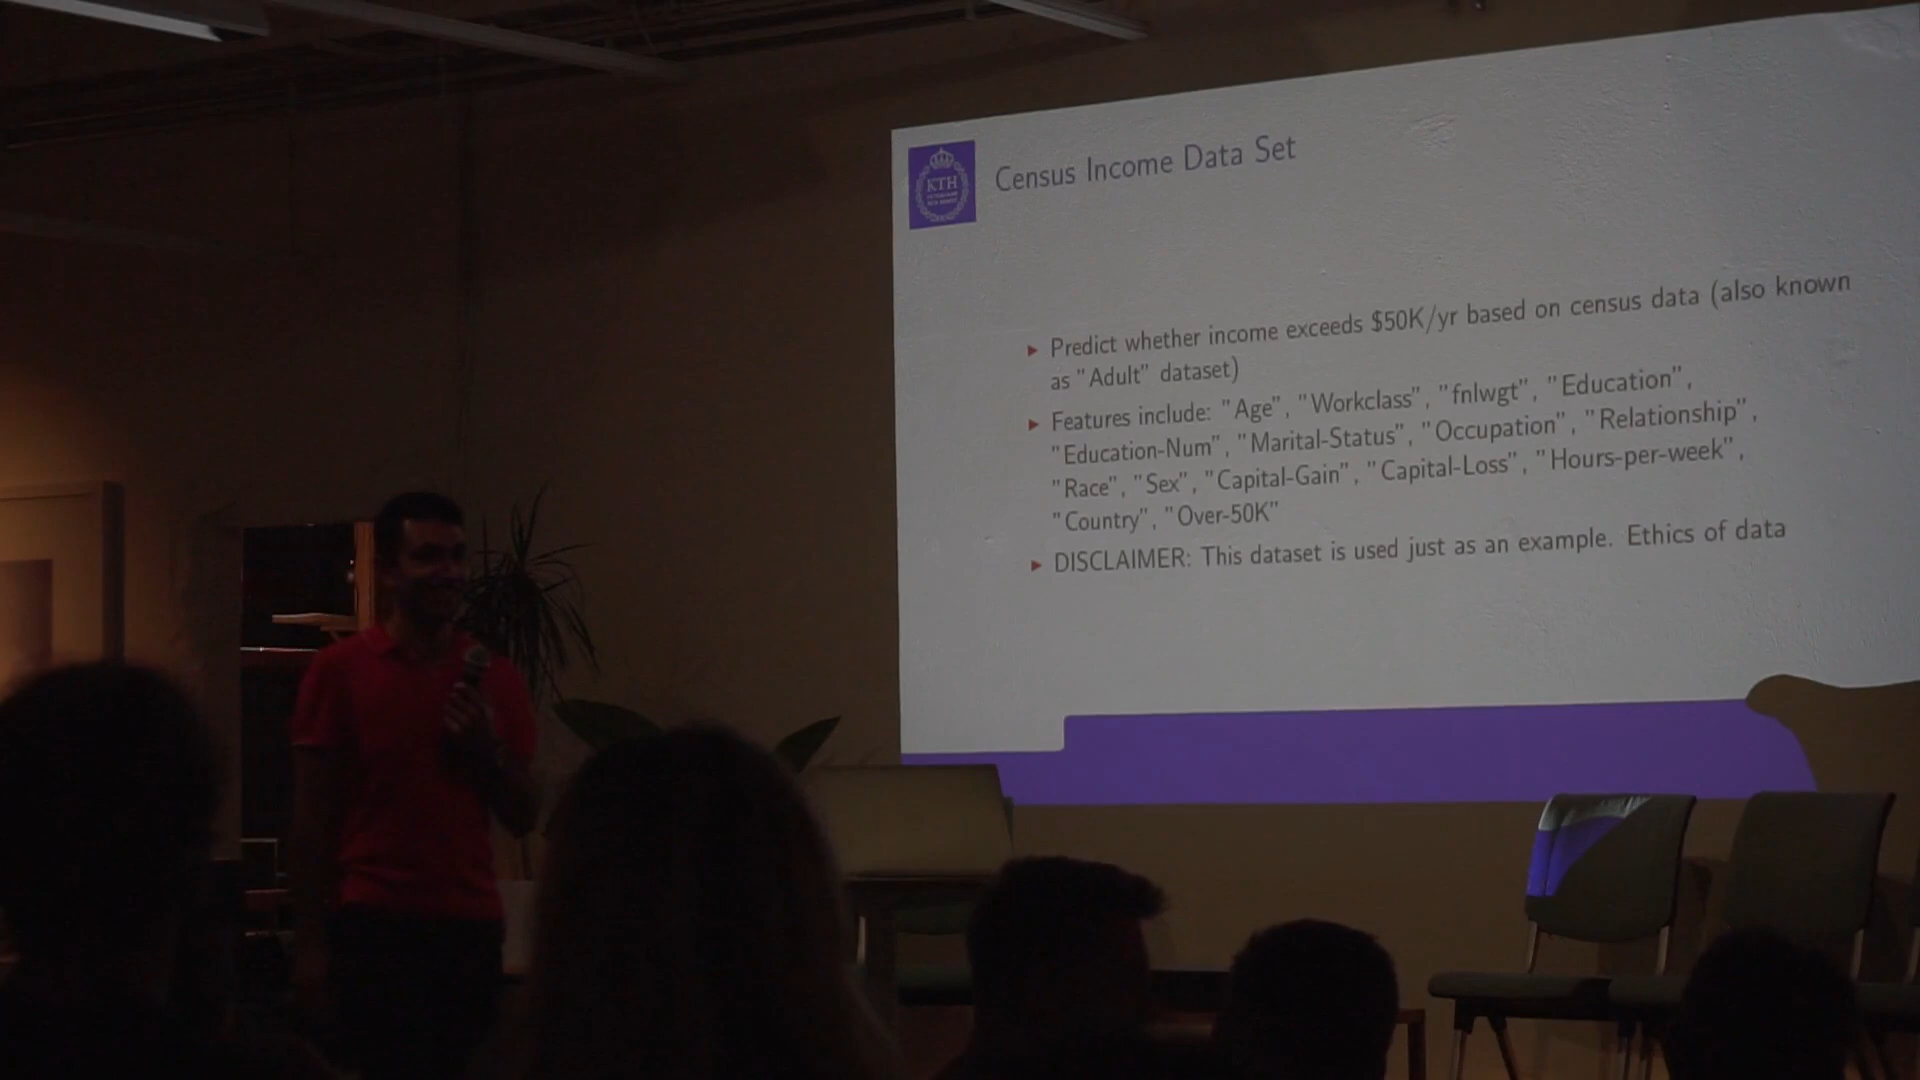 KTH
Census Income Data Set
▶ Predict whether income exceeds $50K/yr based on census data (also known
as "Adult" dataset)
▶ Features include: "Age", "Workclass", "fnlwgt", "Education",
"Education-Num", "Marital-Status", "Occupation", "Relationship",
"Race", "Sex", "Capital-Gain", "Capital-Loss", "Hours-per-week",
"Country", "Over-50K"
▶ DISCLAIMER: This dataset is used just as an example. Ethics of data